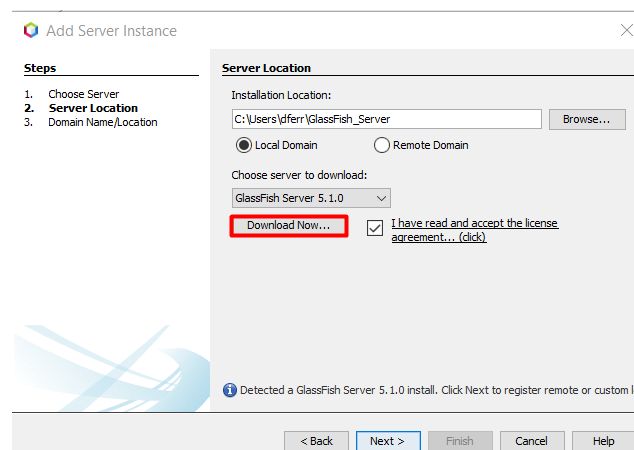 Add Server Instance
Steps
1. Choose Server
2. Server Location
3. Domain Name/Location
Server Location
Installation Location:
C:\Users\dferr\GlassFish_Server
Browse...
Local Domain
Remote Domain
Choose server to download:
GlassFish Server 5.1.0
Download Now...
I have read and accept the license
agreement... (click)
Detected a GlassFish Server 5.1.0 install. Click Next to register remote or custom
< Back
Next >
Finish
Cancel
Help